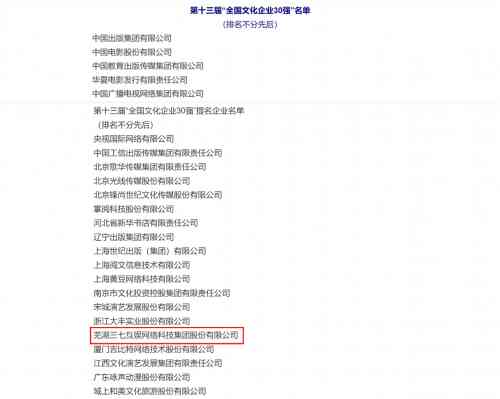 第十三届“全国文化企业30强”名单
（排名不分先后）
中国出版集团有限公司
中国电影股份有限公司
中国教育出版传媒集团有限公司
华夏电影发行有限责任公司
中国广播电视网络集团有限公司
第十三届“全国文化企业30强”提名企业名单
（排名不分先后）
央视国际网络有限公司
中国工信出版传媒集团有限责任公司
北京歌华传媒集团有限责任公司
北京光线传媒股份有限公司
北京锋尚世纪文化传媒股份有限公司
掌阅科技股份有限公司
河北省新华书店有限责任公司
辽宁出版集团有限公司
上海世纪出版（集团）有限公司
上海阅文信息技术有限公司
上海黄豆网络科技有限公司
南京市文化投资控股集团有限责任公司
宋城演艺发展股份有限公司
浙江大丰实业股份有限公司
芜湖三七互娱网络科技集团股份有限公司
厦门吉比特网络技术股份有限公司
江西文化演艺发展集团有限责任公司
广东咏声动漫股份有限公司
域上和美文化旅游股份有限公司